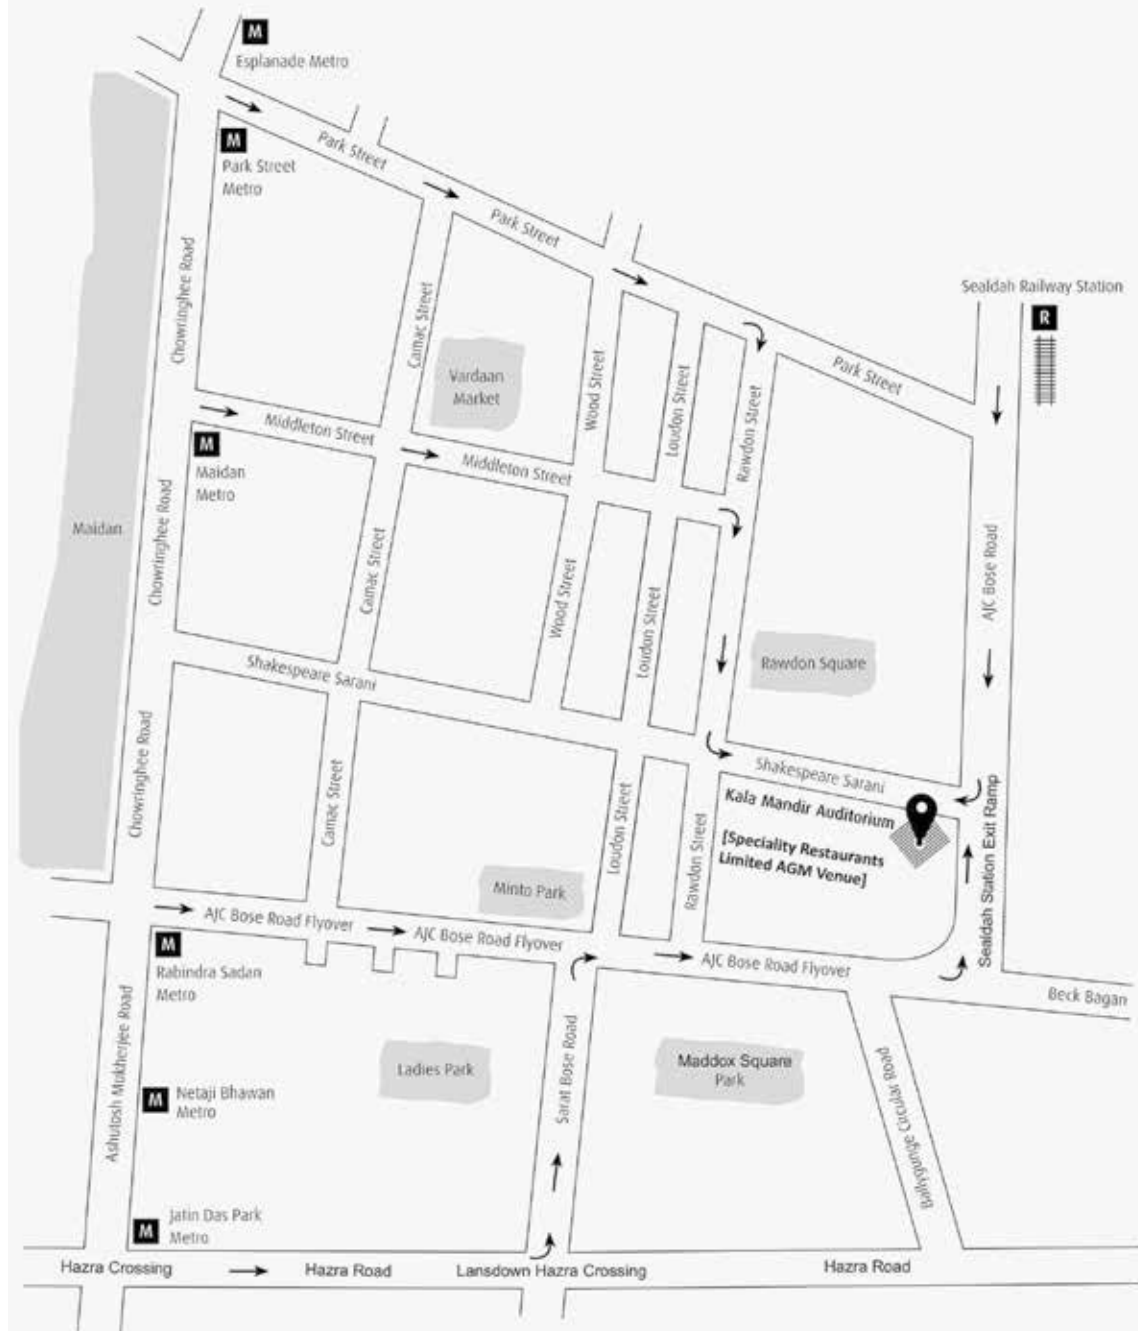 M
Esplanade Metro
M
Park Street
Metro
Park Street
Park Street
Park Street
Sealdah Railway Station
R
Chowringhee Road
Camac Street
Vardaan
Market
Wood Street
Loudon Street
Rawdon Street
Middleton Street
Middleton Street
M
Maidan
Metro
Maidan
Chowringhee Road
Camac Street
Wood Street
Loudon Street
AJC Bose Road
Rawdon Square
Shakespeare Sarani
Shakespeare Sarani
Chowringhee Road
Camac Street
Loudon Street
Rawdon Street
Kala Mandir Auditorium
[Speciality Restaurants
Limited AGM Venue]
Sealdah Station Exit Ramp
Minto Park
AJC Bose Road Flyover
AJC Bose Road Flyover
AJC Bose Road Flyover
M
Rabindra Sadan
Metro
Beck Bagan
Ashutosh Mukherjee Road
Ladies Park
Sarat Bose Road
Maddox Square
Park
Ballygunge Circular Road
M
Netaji Bhawan
Metro
M
Jatin Das Park
Metro
Hazra Crossing
Hazra Road
Lansdown Hazra Crossing
Hazra Road